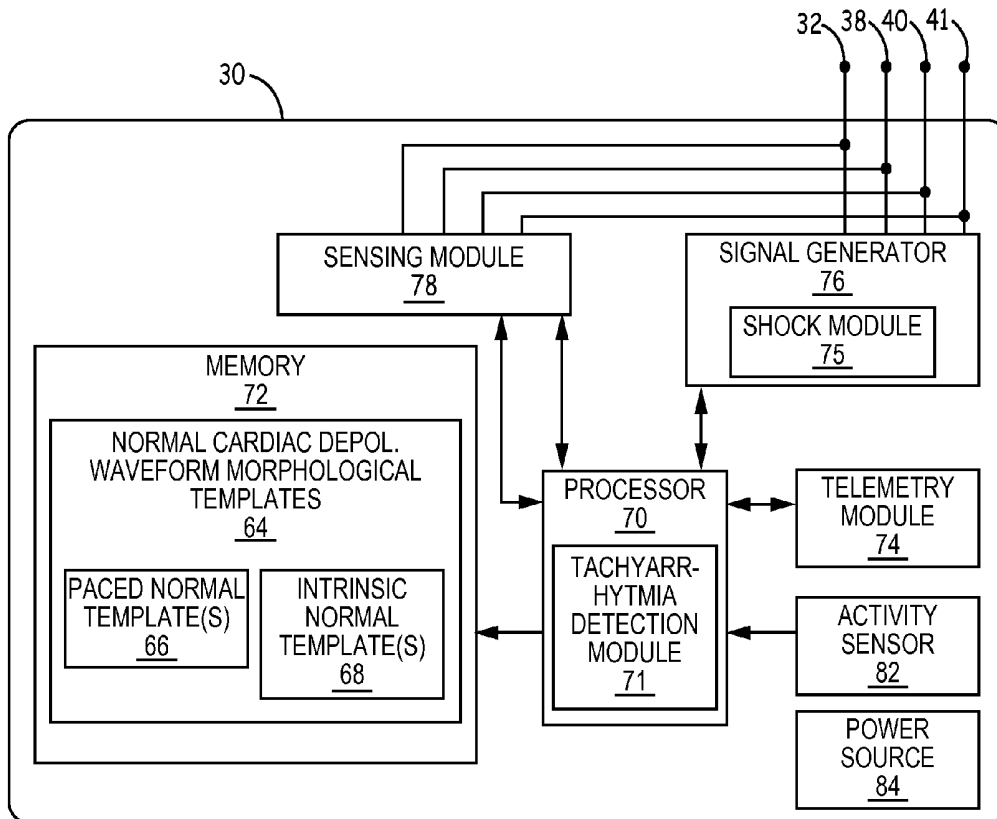 32
38
40
41
30
SENSING MODULE
78
SIGNAL GENERATOR
76
SHOCK MODULE
75
MEMORY
72
NORMAL CARDIAC DEPOL.
WAVEFORM MORPHOLOGICAL
TEMPLATES
64
PACED NORMAL
TEMPLATE(S)
66
INTRINSIC
NORMAL
TEMPLATE(S)
68
PROCESSOR
70
TACHYARR-
HYTMIA
DETECTION
MODULE
71
TELEMETRY
MODULE
74
ACTIVITY
SENSOR
82
POWER
SOURCE
84